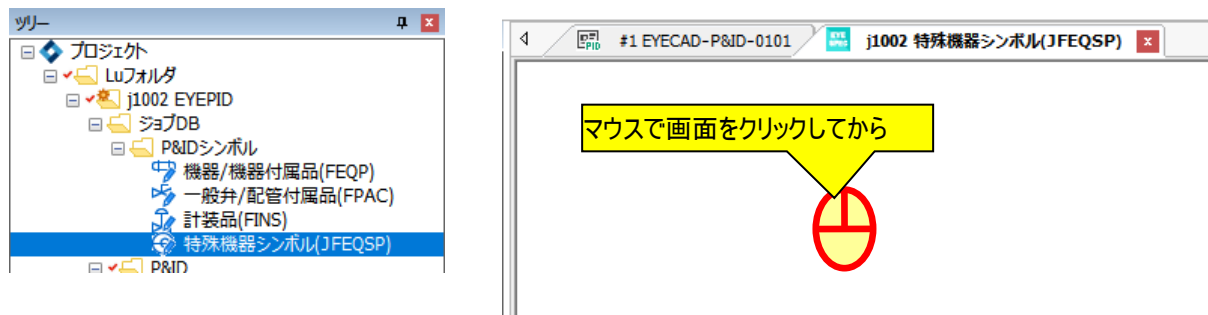 ツリー
プロジェクト
Luフォルダ
j1002 EYEPID
ジョブDB
P&IDシンボル
機器/機器付属品(FEQP)
一般弁/配管付属品(FPAC)
計装品(FINS)
特殊機器シンボル(JFEQSP)
P&ID
PID
#1 EYECAD-P&ID-0101
EYE
j1002 特殊機器シンボル(JFEQSP)
マウスで画面をクリックしてから